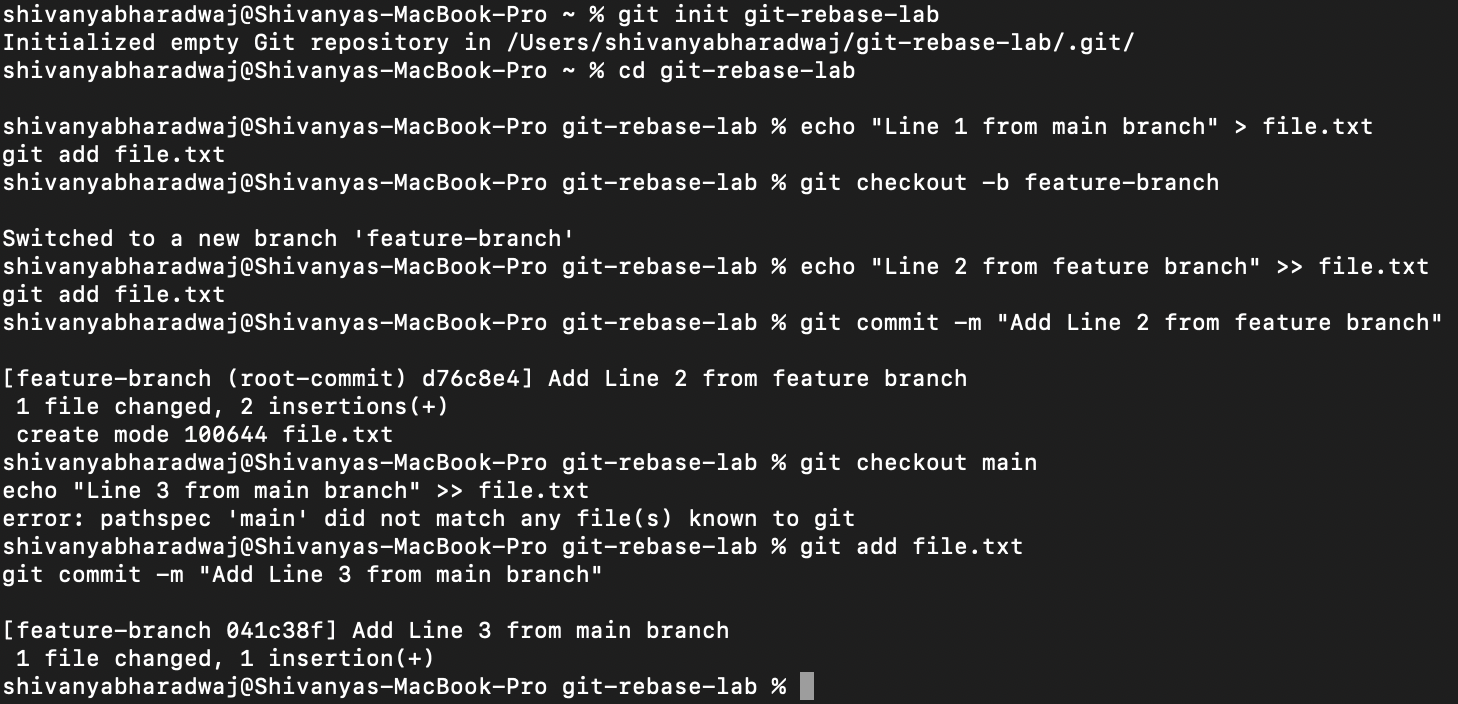 shivanyabharadwaj@Shivanyas-MacBook-Pro ~ % git init git-rebase-lab
Initialized empty Git repository in /Users/shivanyabharadwaj/git-rebase-lab/.git/
shivanyabharadwaj@Shivanyas-MacBook-Pro ~ % cd git-rebase-lab
shivanyabharadwaj@Shivanyas-MacBook-Pro git-rebase-lab % echo "Line 1 from main branch" > file.txt
git add file.txt
shivanyabharadwaj@Shivanyas-MacBook-Pro git-rebase-lab % git checkout -b feature-branch
Switched to a new branch 'feature-branch'
shivanyabharadwaj@Shivanyas-MacBook-Pro git-rebase-lab % echo "Line 2 from feature branch" >> file.txt
git add file.txt
shivanyabharadwaj@Shivanyas-MacBook-Pro git-rebase-lab % git commit -m "Add Line 2 from feature branch"
[feature-branch (root-commit) d76c8e4] Add Line 2 from feature branch
 1 file changed, 2 insertions(+)
 create mode 100644 file.txt
shivanyabharadwaj@Shivanyas-MacBook-Pro git-rebase-lab % git checkout main
echo "Line 3 from main branch" >> file.txt
error: pathspec 'main' did not match any file(s) known to git
shivanyabharadwaj@Shivanyas-MacBook-Pro git-rebase-lab % git add file.txt
git commit -m "Add Line 3 from main branch"
[feature-branch 041c38f] Add Line 3 from main branch
 1 file changed, 1 insertion(+)
shivanyabharadwaj@Shivanyas-MacBook-Pro git-rebase-lab %